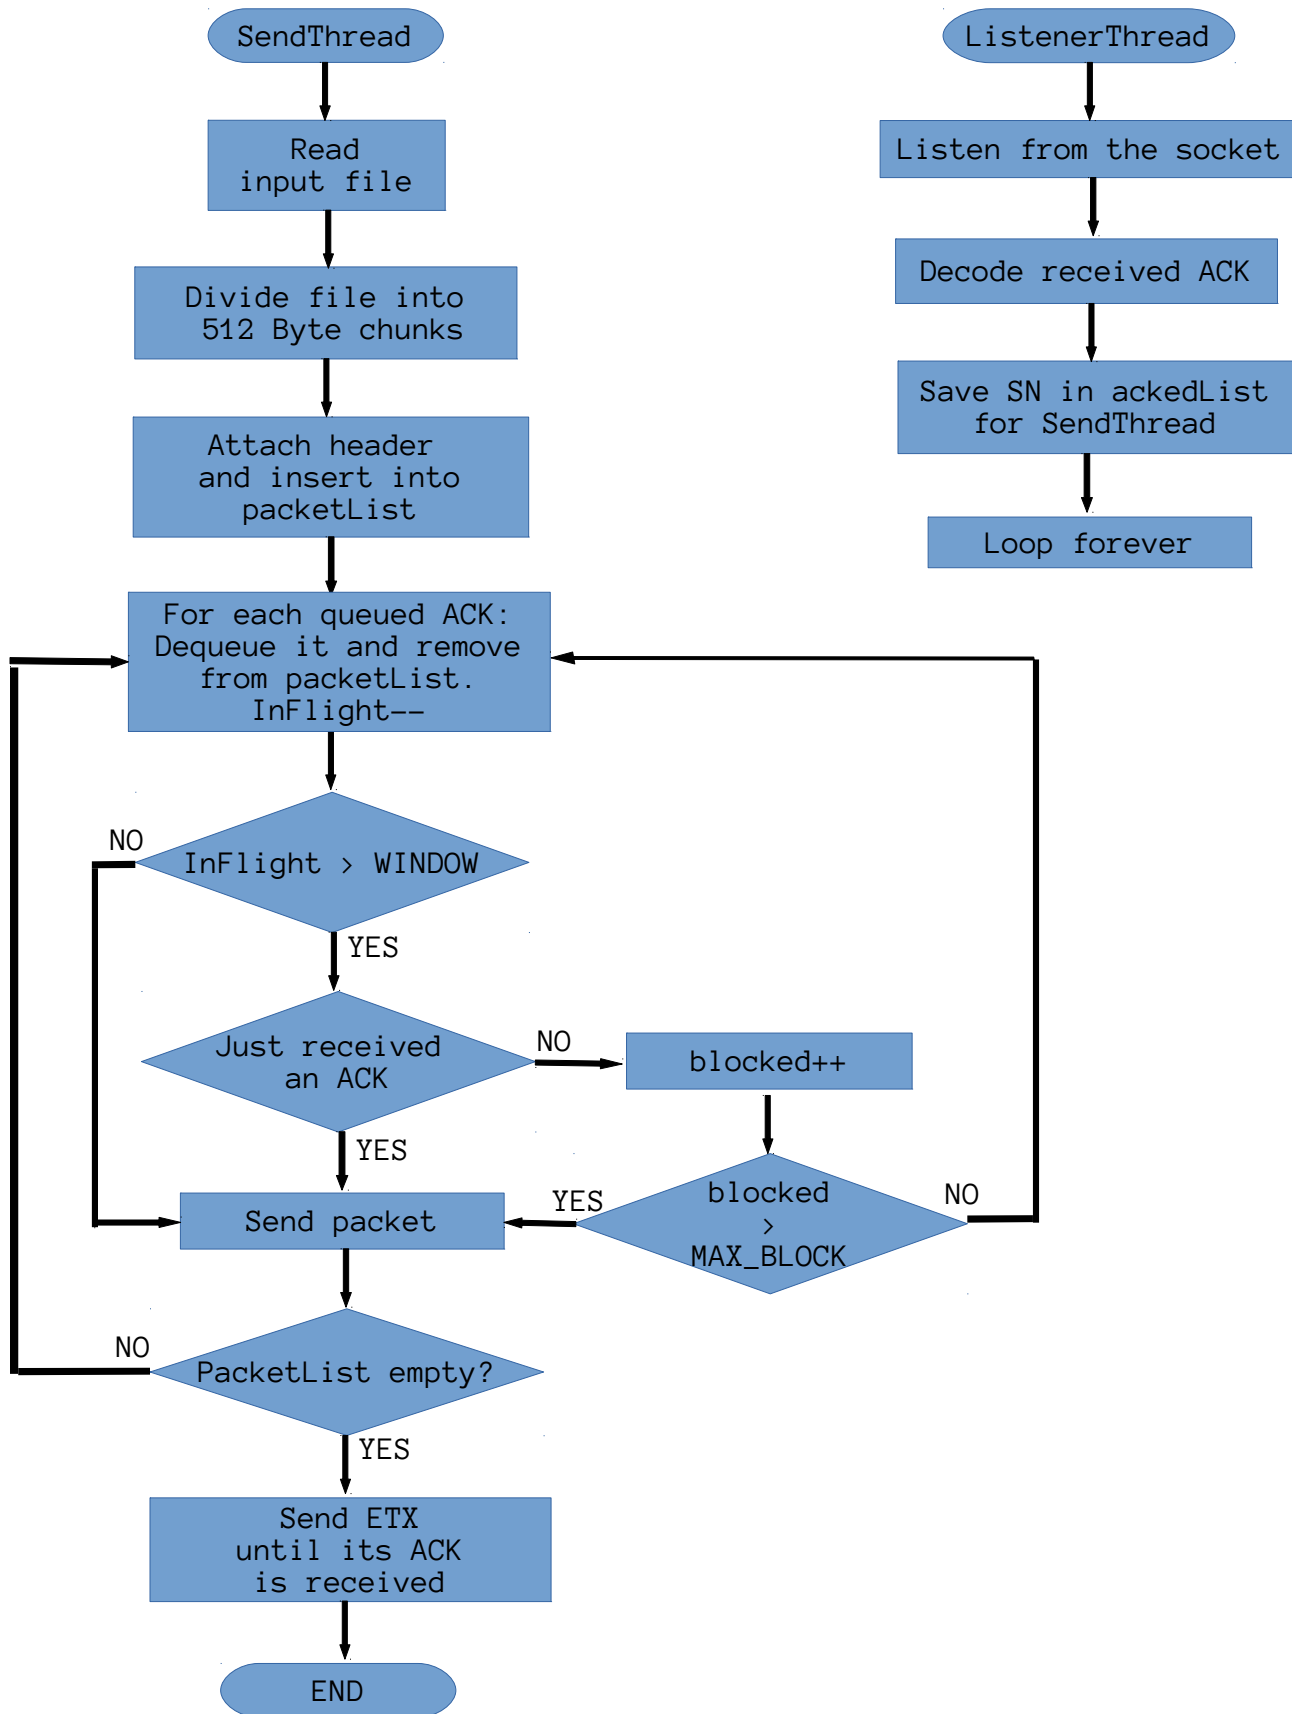 SendThread
Read
input file
Divide file into
512 Byte chunks
Attach header
and insert into
packetList
For each queued ACK:
Dequeue it and remove
from packetList.
InFlight--
NO
InFlight > WINDOW
YES
Just received
an ACK
NO
blocked++
YES
Send packet
YES
blocked
>
MAX_BLOCK
NO
NO
PacketList empty?
YES
Send ETX
until its ACK
is received
END
ListenerThread
Listen from the socket
Decode received ACK
Save SN in ackedList
for SendThread
Loop forever